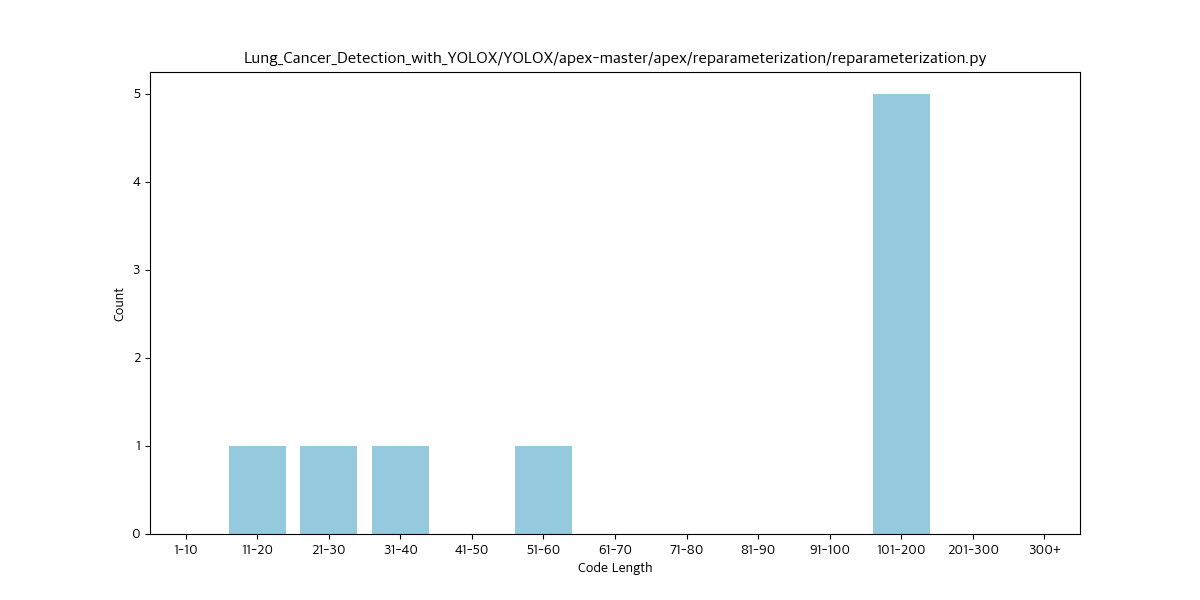 Lung_Cancer_Detection_with_YOLOX/YOLOX/apex-master/apex/reparameterization/reparameterization.py
5
4
3
2
1
0
Count
1-10 11-20 21-30 31-40 41-50 51-60 61-70 71-80 81-90 91-100 101-200 201-300 300+
Code Length